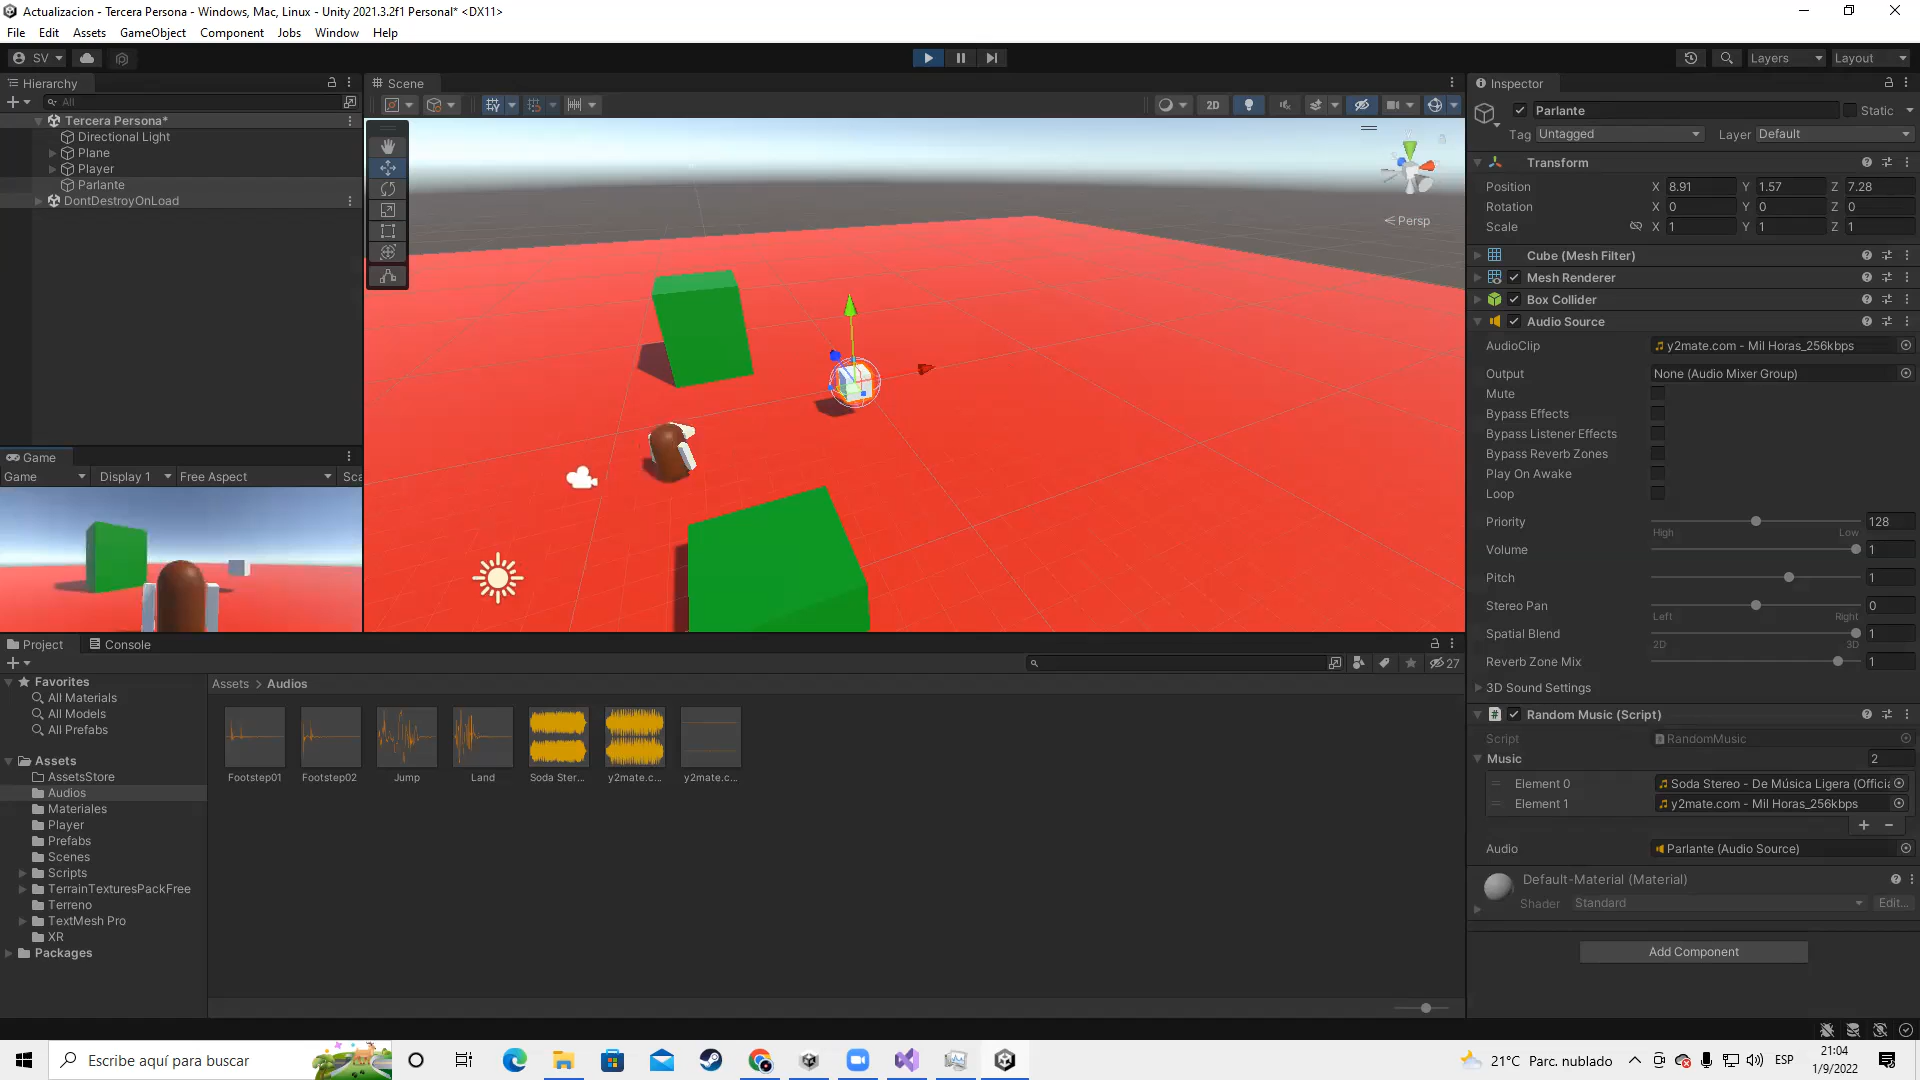 Actualizacion - Tercera Persona - Windows, Mac, Linux - Unity 2021.3.2f1 Personal* <DX11>
File Edit Assets GameObject Component Jobs Window Help
SV Layers Layout
Hierarchy
All
Tercera Persona*
Directional Light
Plane
Player
Parlante
DontDestroyOnLoad
Scene
2D
Persp
Game
Game Display 1 Free Aspect Sca
Inspector
Parlante Static
Tag Untagged Layer Default
Transform
Position X 8.91 Y 1.57 Z 7.28
Rotation X 0 Y 0 Z 0
Scale X 1 Y 1 Z 1
Cube (Mesh Filter)
Mesh Renderer
Box Collider
Audio Source
AudioClip y2mate.com - Mil Horas_256kbps
Output None (Audio Mixer Group)
Mute
Bypass Effects
Bypass Listener Effects
Bypass Reverb Zones
Play On Awake
Loop
Priority 128
High Low
Volume 1
Pitch 1
Stereo Pan 0
Left Right
Spatial Blend 1
2D 3D
Reverb Zone Mix 1
3D Sound Settings
# Random Music (Script)
Script RandomMusic
Music 2
Element 0 Soda Stereo - De Música Ligera (Officia
Element 1 y2mate.com - Mil Horas_256kbps
Audio Parlante (Audio Source)
Default-Material (Material)
Shader Standard Edit...
Add Component
Project Console
27
Favorites
All Materials
All Models
All Prefabs
Assets
AssetsStore
Audios
Materiales
Player
Prefabs
Scenes
Scripts
TerrainTexturesPackFree
Terreno
TextMesh Pro
XR
Packages
Assets > Audios
Footstep01 Footstep02 Jump Land Soda Ster... y2mate.c... y2mate.c...
Escribe aquí para buscar
21°C Parc. nublado
ESP
21:04
1/9/2022